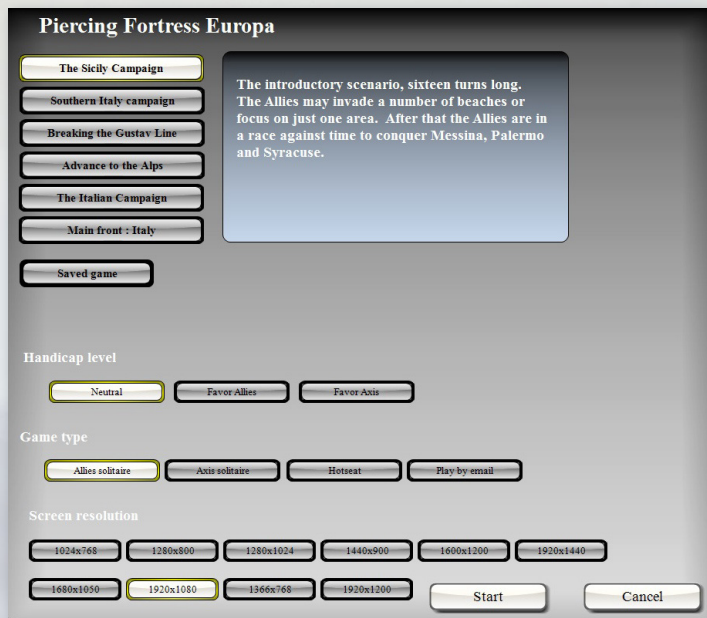 Piercing Fortress Europa
The Sicily Campaign
Southern Italy campaign
Breaking the Gustav Line
Advance to the Alps
The Italian Campaign
Main front : Italy
Saved game
The introductory scenario, sixteen turns long.
The Allies may invade a number of beaches or
focus on just one area.  After that the Allies are in
a race against time to conquer Messina, Palermo
and Syracuse.
Handicap level
Neutral
Favor Allies
Favor Axis
Game type
Allies solitaire
Axis solitaire
Hotseat
Play by email
Screen resolution
1024x768
1280x800
1280x1024
1440x900
1600x1200
1920x1440
1680x1050
1920x1080
1366x768
1920x1200
Start
Cancel